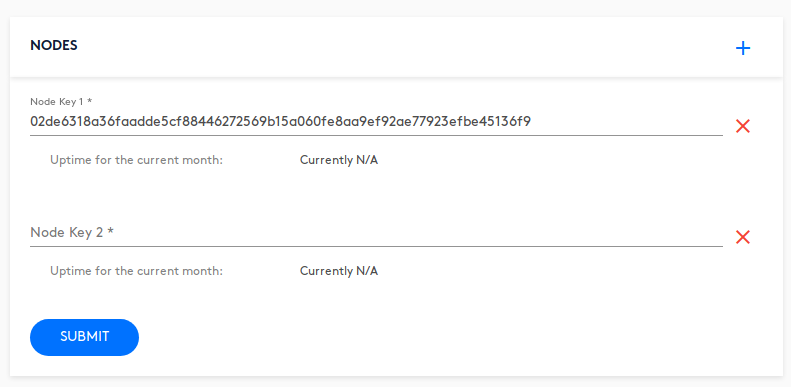 NODES
Node Key 1 *
02de6318a36faadde5cf88446272569b15a060fe8aa9ef92ae77923efbe45136f9
Uptime for the current month: Currently N/A
Node Key 2 *
Uptime for the current month: Currently N/A
SUBMIT